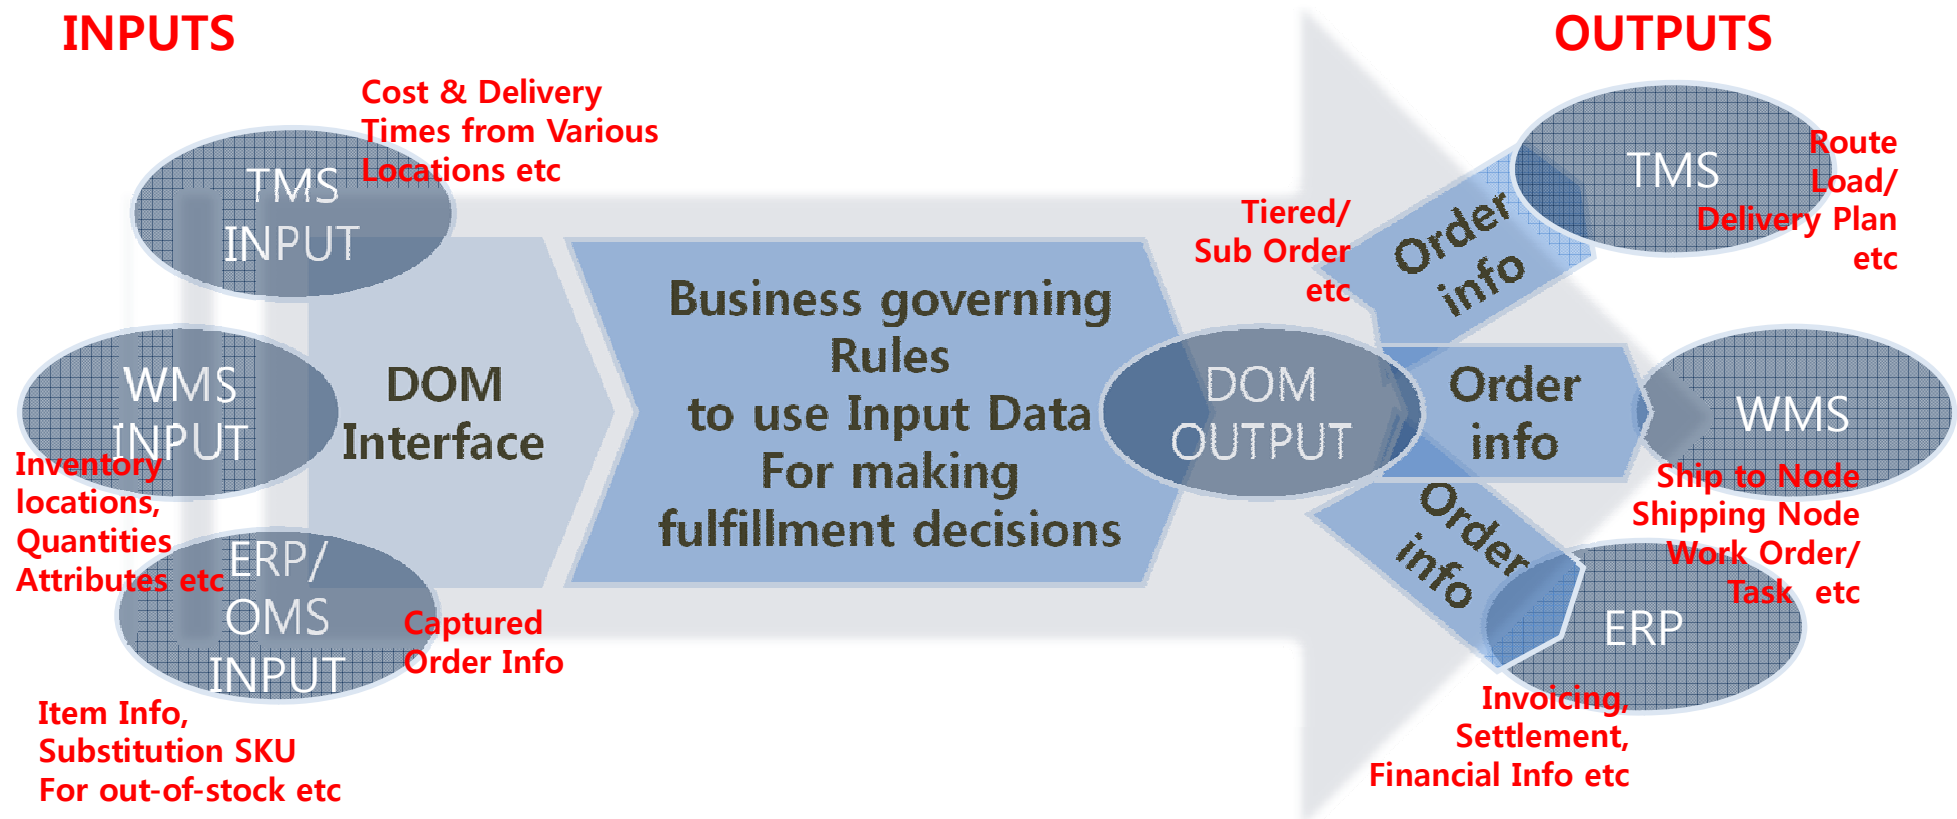 INPUTS
OUTPUTS
Cost & Delivery
Times from Various
Locations etc
TMS
INPUT
WMS
INPUT
Inventory
locations,
Quantities
Attributes etc
ERP/
OMS
INPUT
Captured
Order Info
Item Info,
Substitution SKU
For out-of-stock etc
DOM
Interface
Business governing
Rules
to use Input Data
For making
fulfillment decisions
DOM
OUTPUT
Tiered/
Sub Order
etc
Order
info
TMS
Route
Load/
Delivery Plan
etc
Order
info
WMS
Ship to Node
Shipping Node
Work Order/
Task  etc
Order
info
ERP
Invoicing,
Settlement,
Financial Info etc